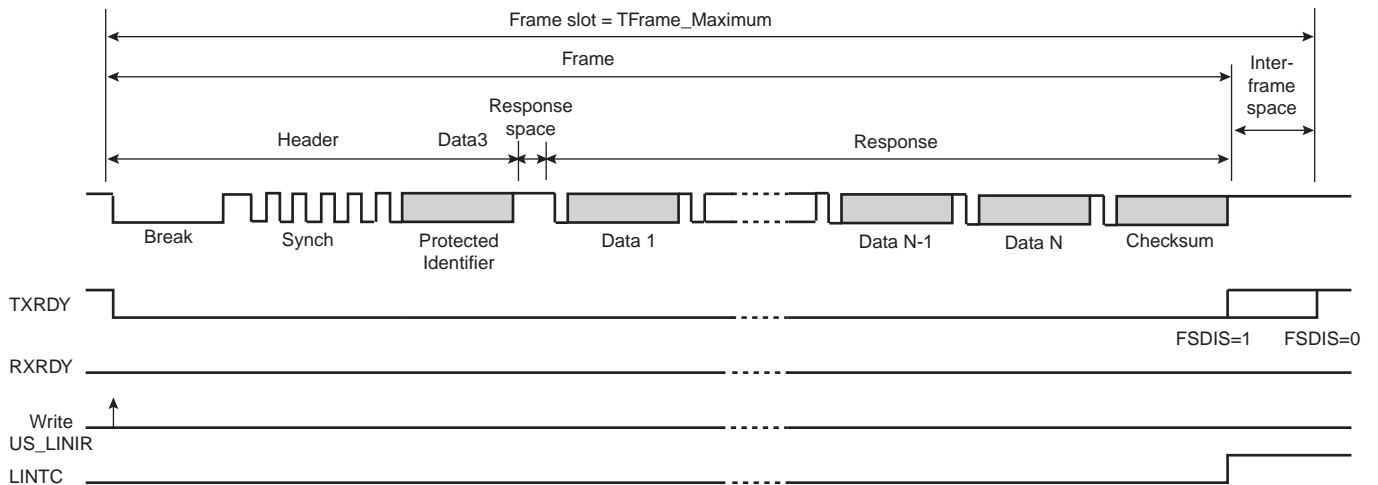 Frame slot = TFrame_Maximum
Frame
Inter-
frame
space
Response
space
Header
Data3
Response
Break
Synch
Protected
Identifier
Data 1
Data N-1
Data N
Checksum
TXRDY
FSDIS=1
FSDIS=0
RXRDY
Write
US_LINIR
LINTC